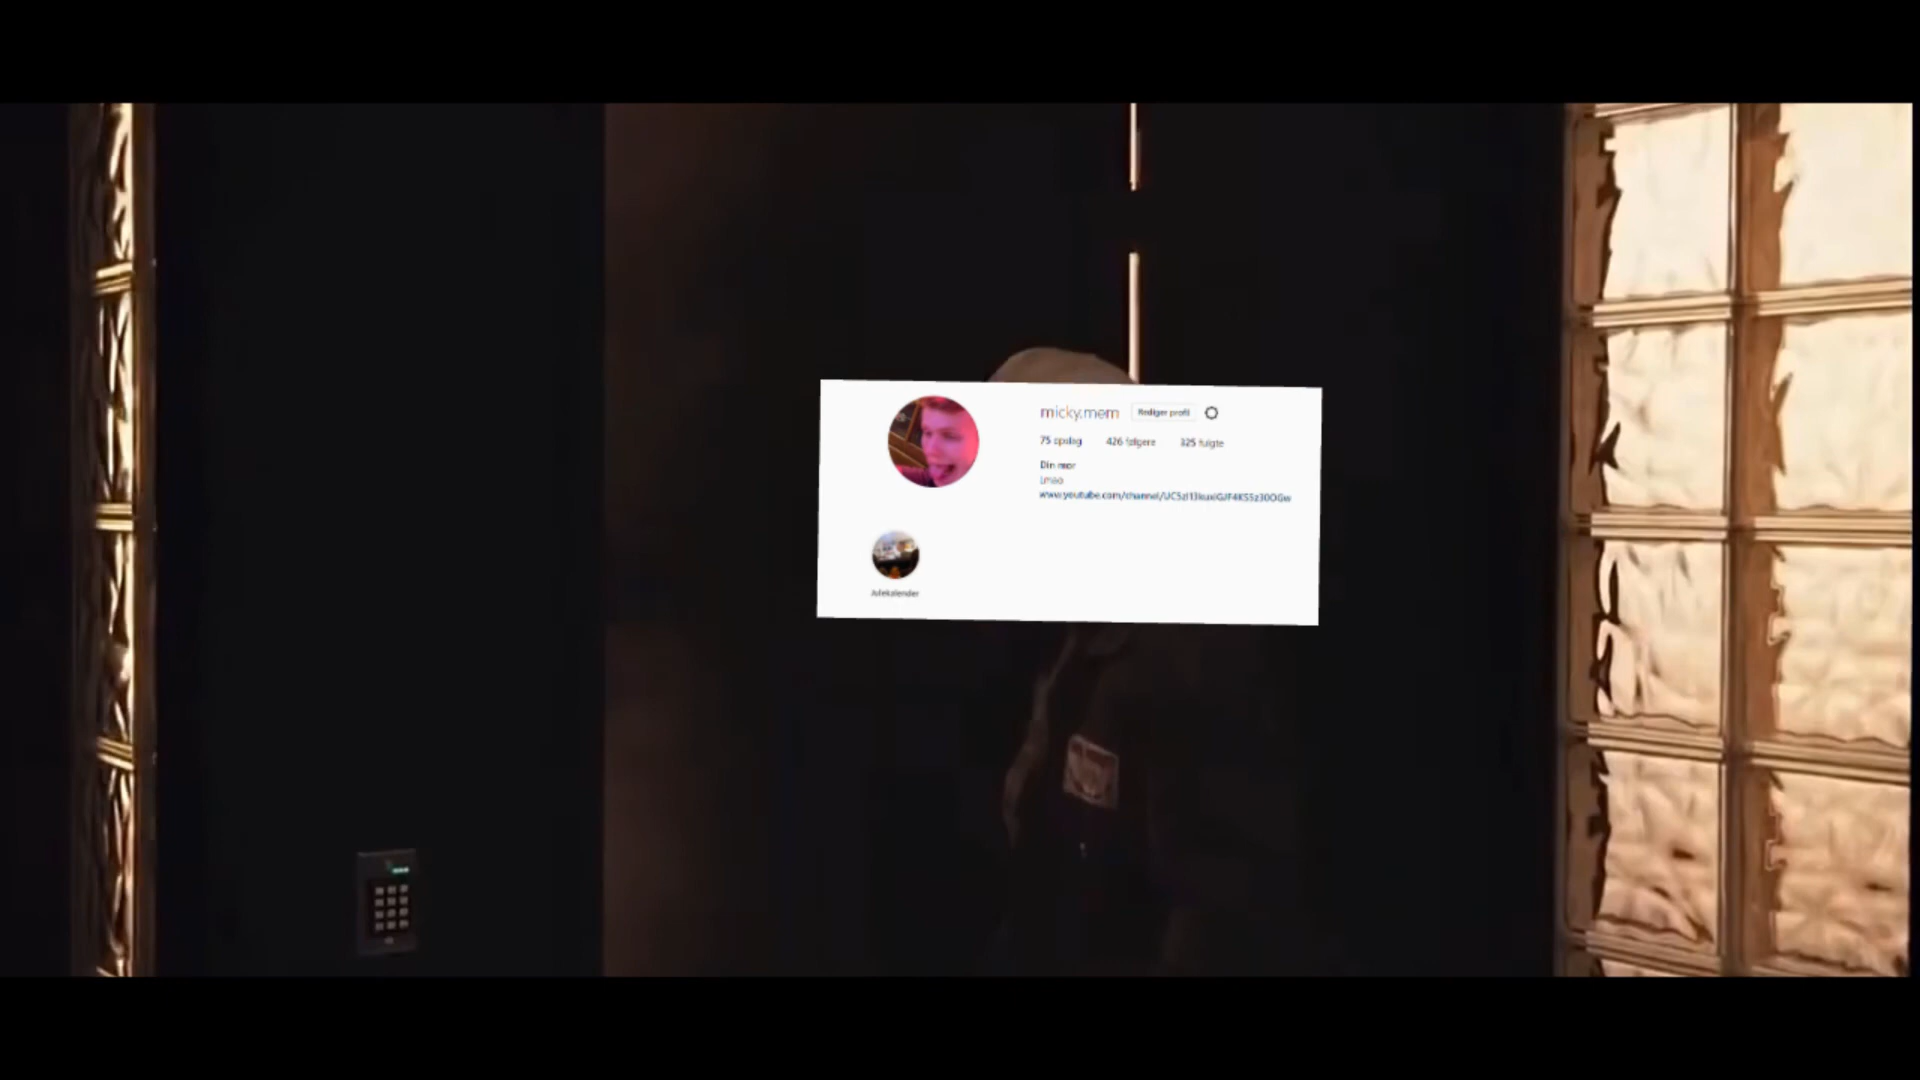 micky.mem Rediger profil
75 opslag 426 følgere 325 fulgte
Din mor
Lmao
Julekalender